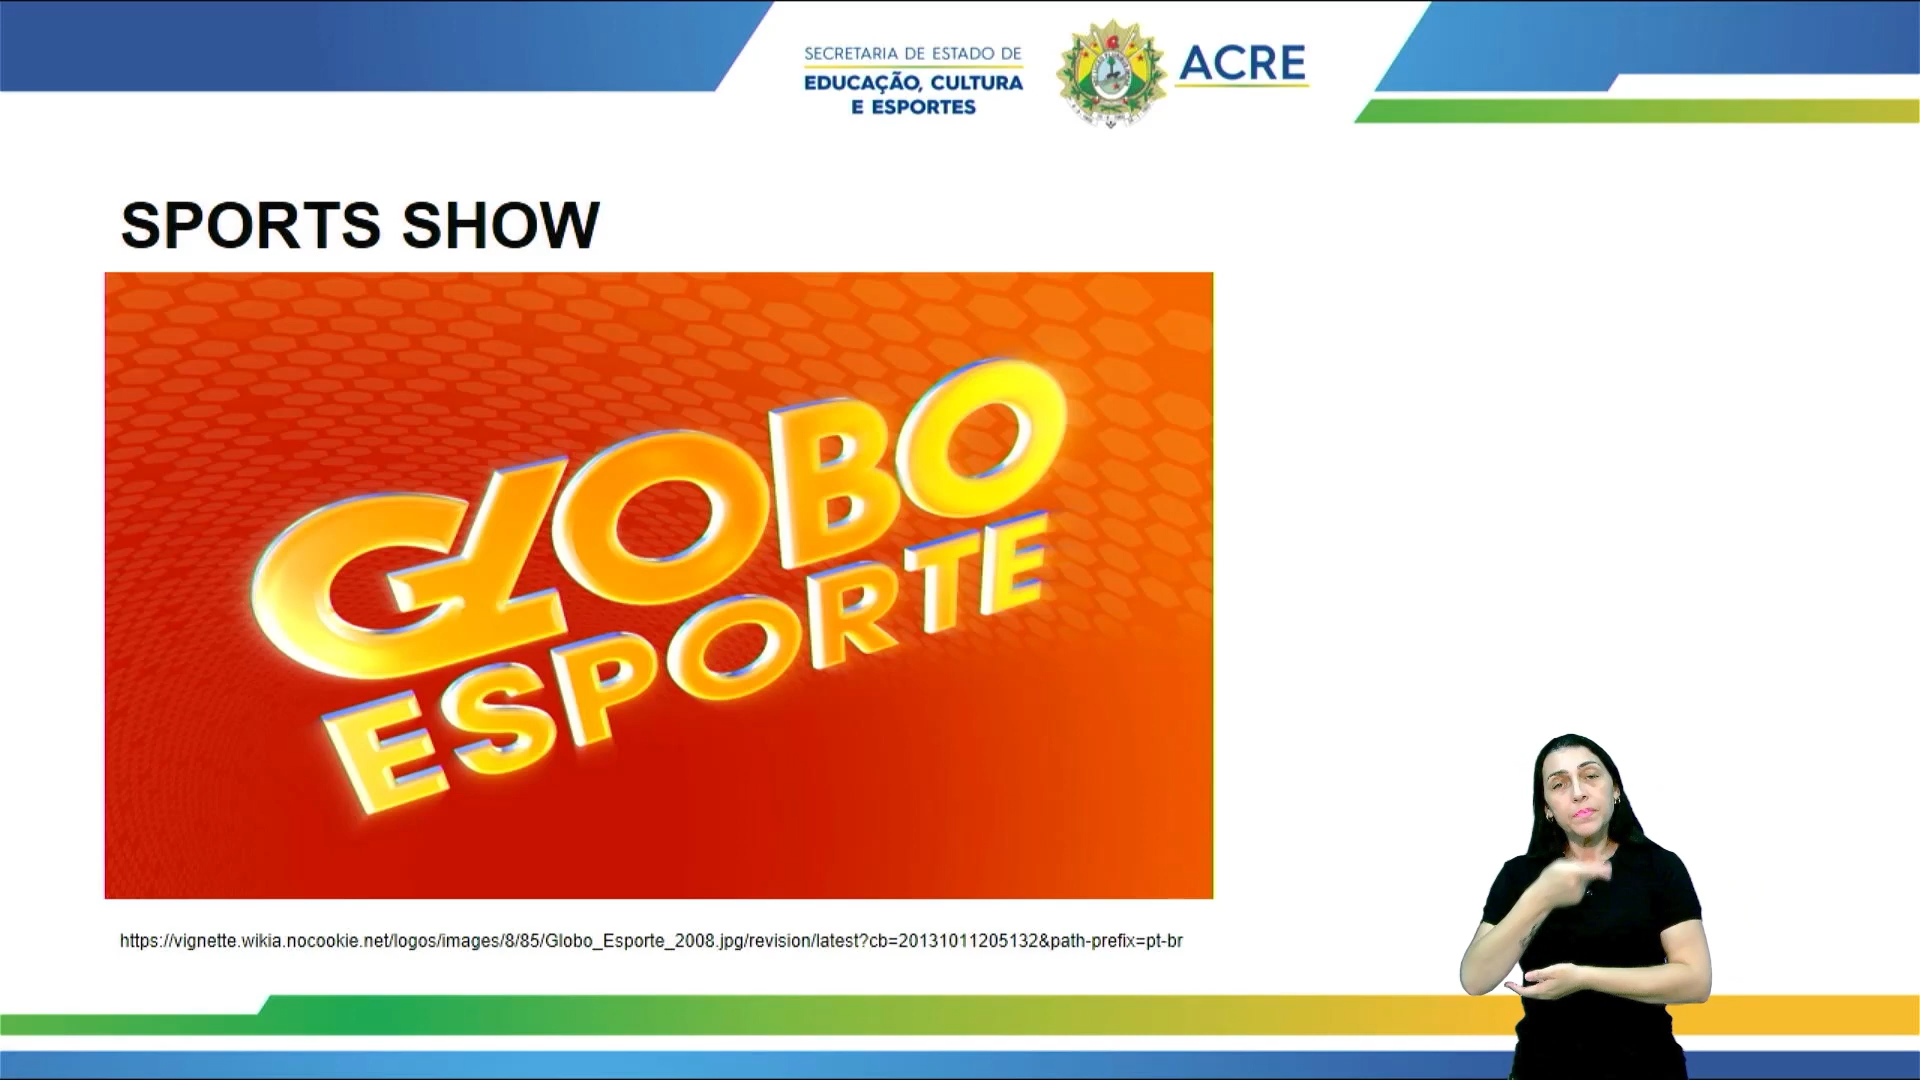 SECRETARIA DE ESTADO DE
EDUCAÇÃO, CULTURA
E ESPORTES
ACRE
SPORTS SHOW
GLOBO
ESPORTE
https://vignette.wikia.nocookie.net/logos/images/8/85/Globo_Esporte_2008.jpg/revision/latest?cb=20131011205132&path-prefix=pt-br